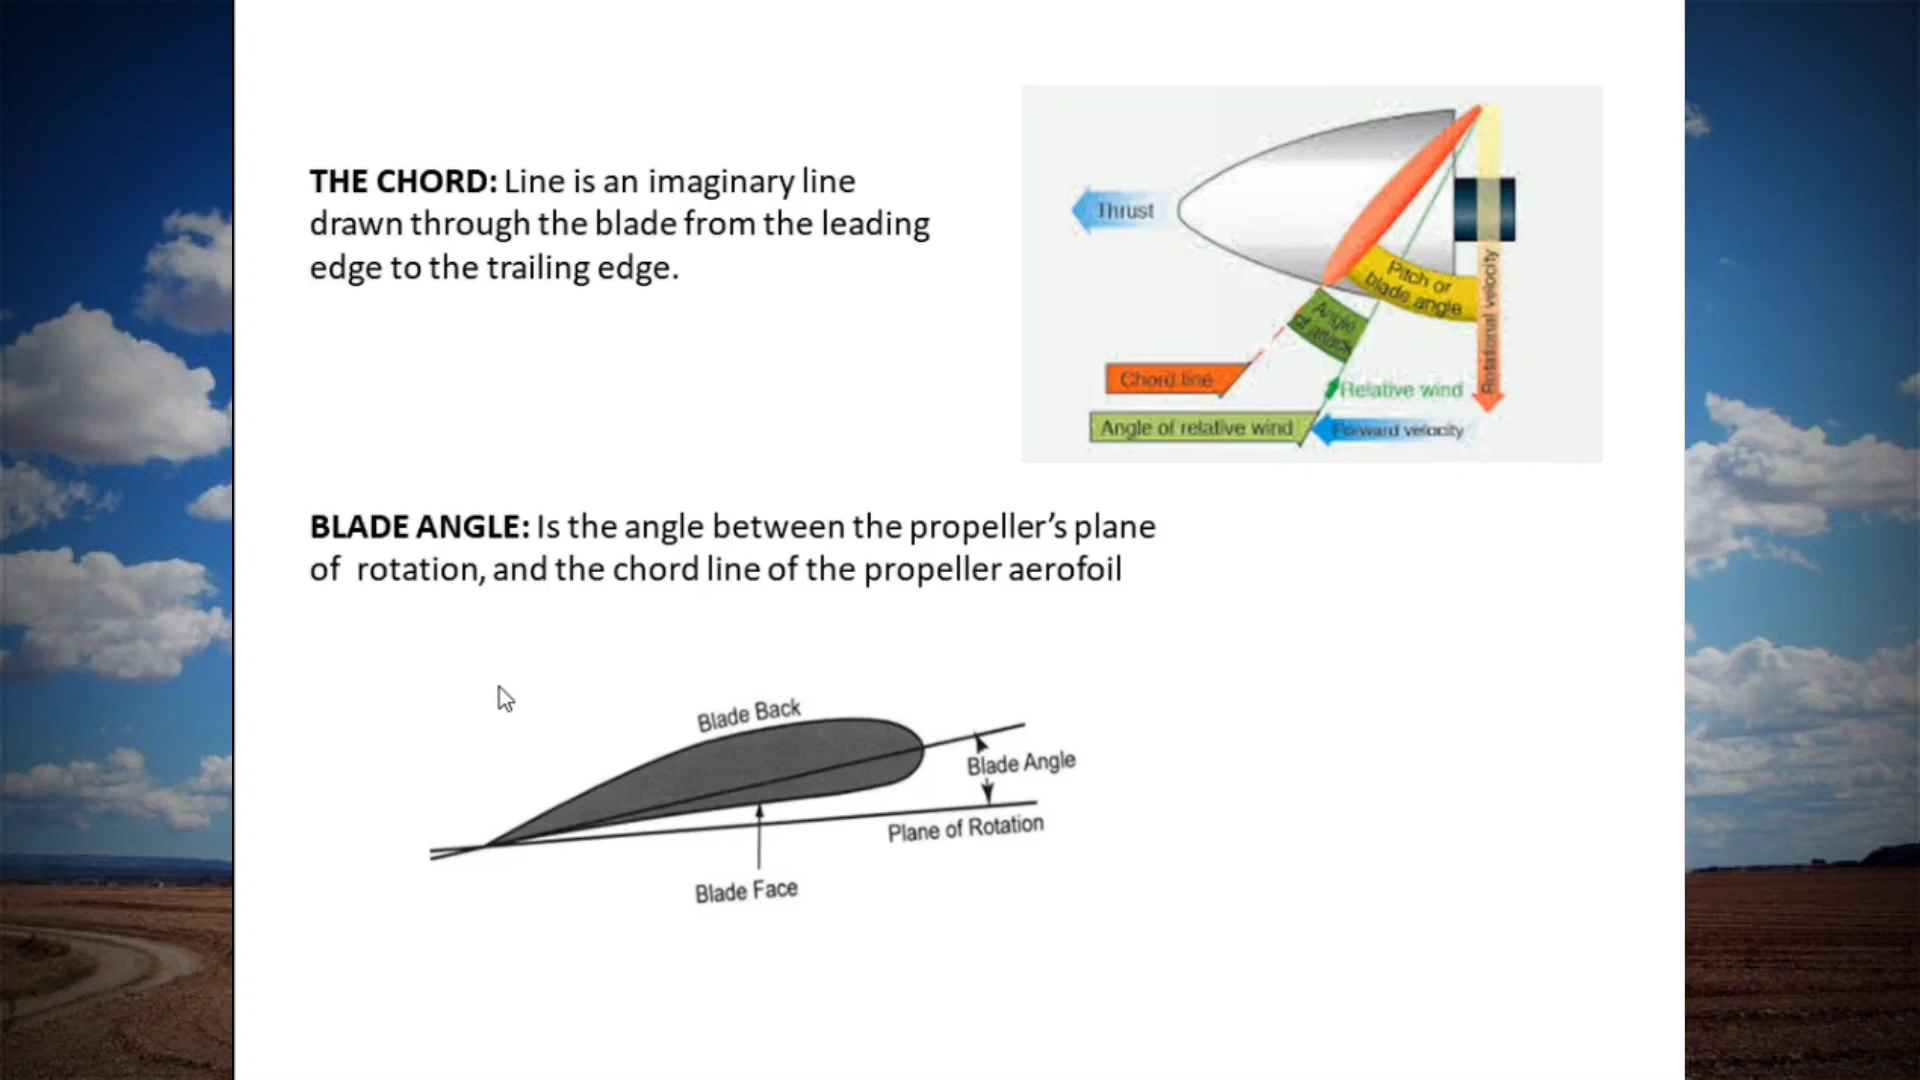 THE CHORD: Line is an imaginary line
drawn through the blade from the leading
edge to the trailing edge.
Thrust
Pitch or
blade angle
Rotational velocity
Angle
of attack
Chord line
Relative wind
Angle of relative wind
Forward velocity
BLADE ANGLE: Is the angle between the propeller’s plane
of rotation, and the chord line of the propeller aerofoil
Blade Back
Blade Angle
Plane of Rotation
Blade Face